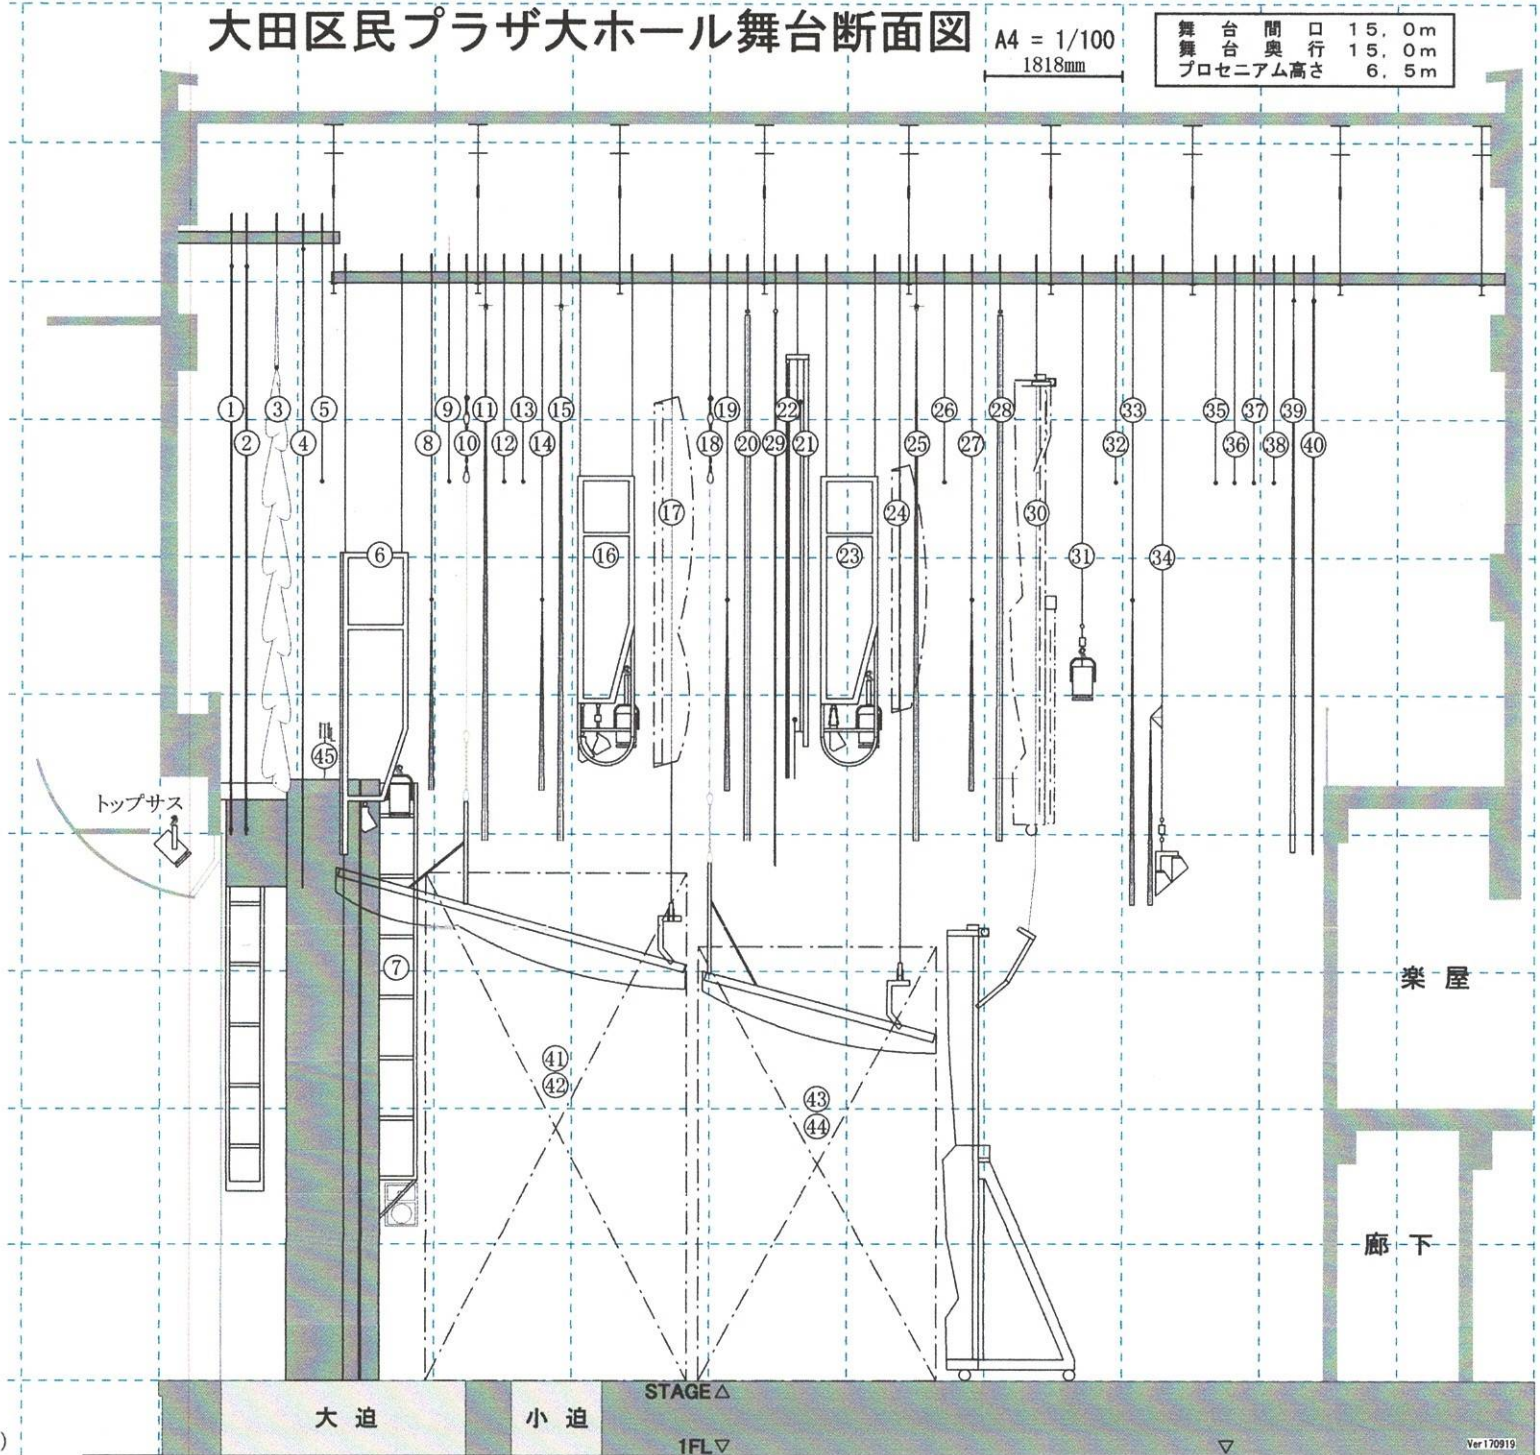 大田区民プラザ大ホール舞台断面図
A4 = 1/100
1818mm
舞台間口 15.0m
舞台奥行 15.0m
プロセニアム高さ 6.5m
① ③ ⑤ ⑨ ⑪ ⑬ ⑮ ⑲ ㉒ ㉖ ㉘ ㉝ ㉟ ㊲ ㊴
② ④ ⑧ ⑩ ⑫ ⑭ ⑱ ⑳ ㉙ ㉑ ㉕ ㉗ ㉜ ㊱ ㊳ ㊵
⑰ ㉔ ㉚
⑥ ⑯ ㉓ ㉛ ㉞
㊺
トップサス
⑦
楽屋
㊶
㊷
㊸
㊹
廊下
STAGE△
大迫
小迫
1FL▽
▽
)
Ver170919